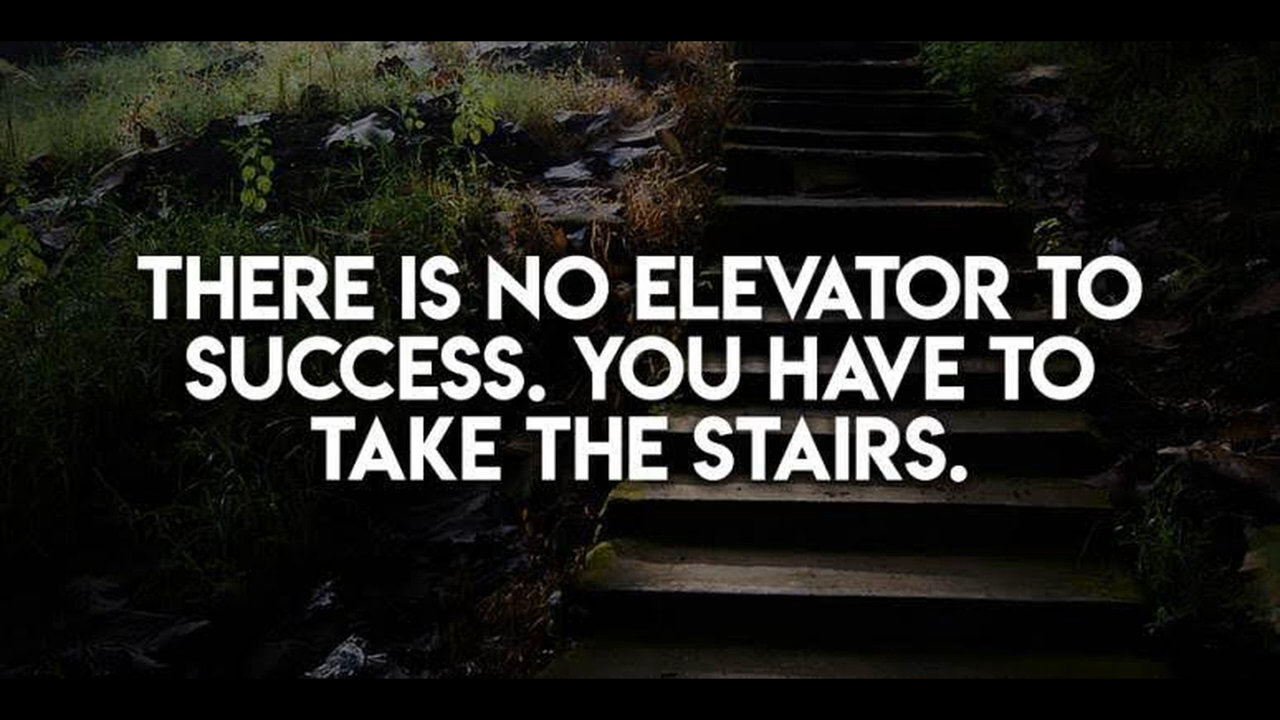 THERE IS NO ELEVATOR TO
SUCCESS. YOU HAVE TO
TAKE THE STAIRS.